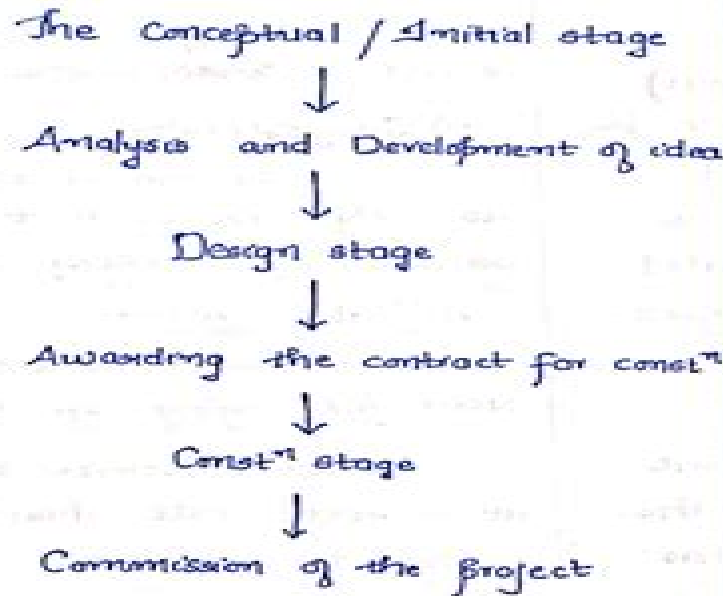 The Conceptual / Initial stage
↓
Analysis and Development of idea
↓
Design stage
↓
Awarding the contract for constⁿ
↓
Constⁿ stage
↓
Commission of the project